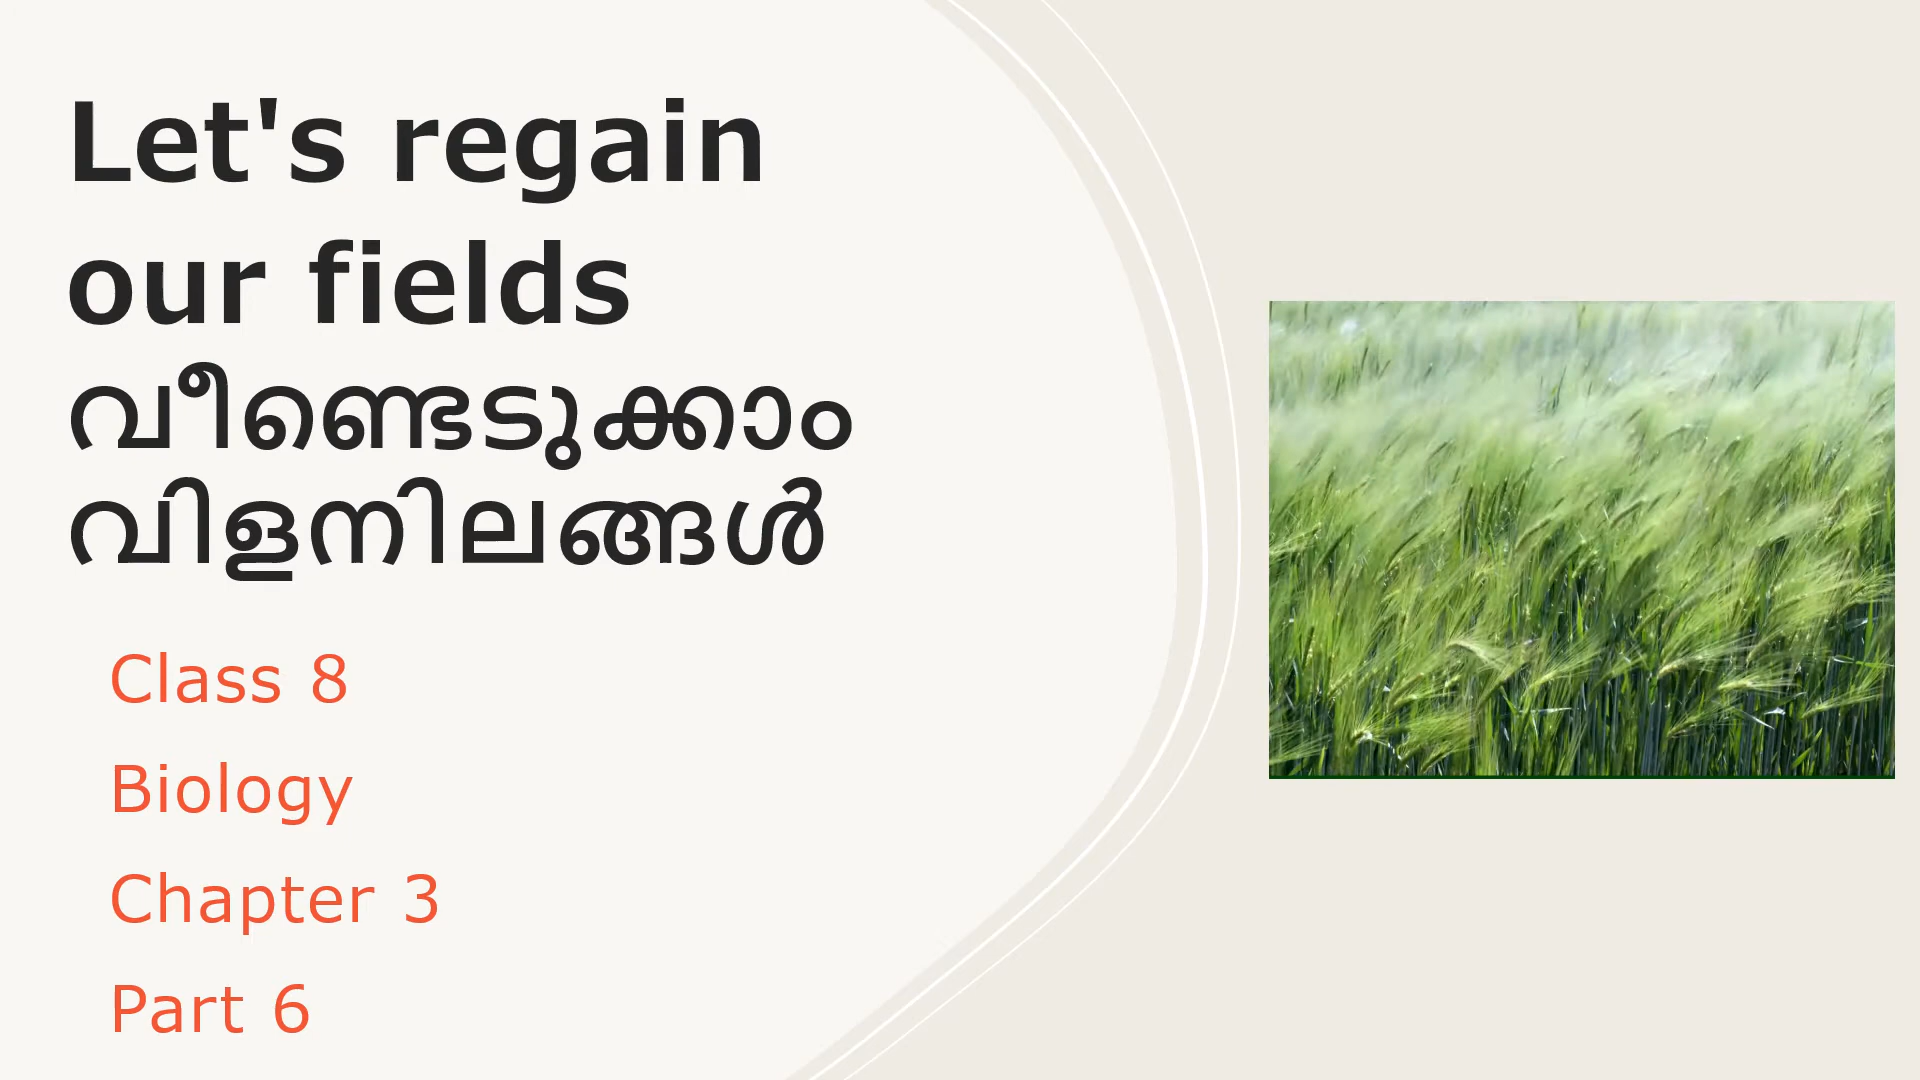 Let's regain
our fields
വീണ്ടെടുക്കാം
വിളനിലങ്ങൾ
Class 8
Biology
Chapter 3
Part 6